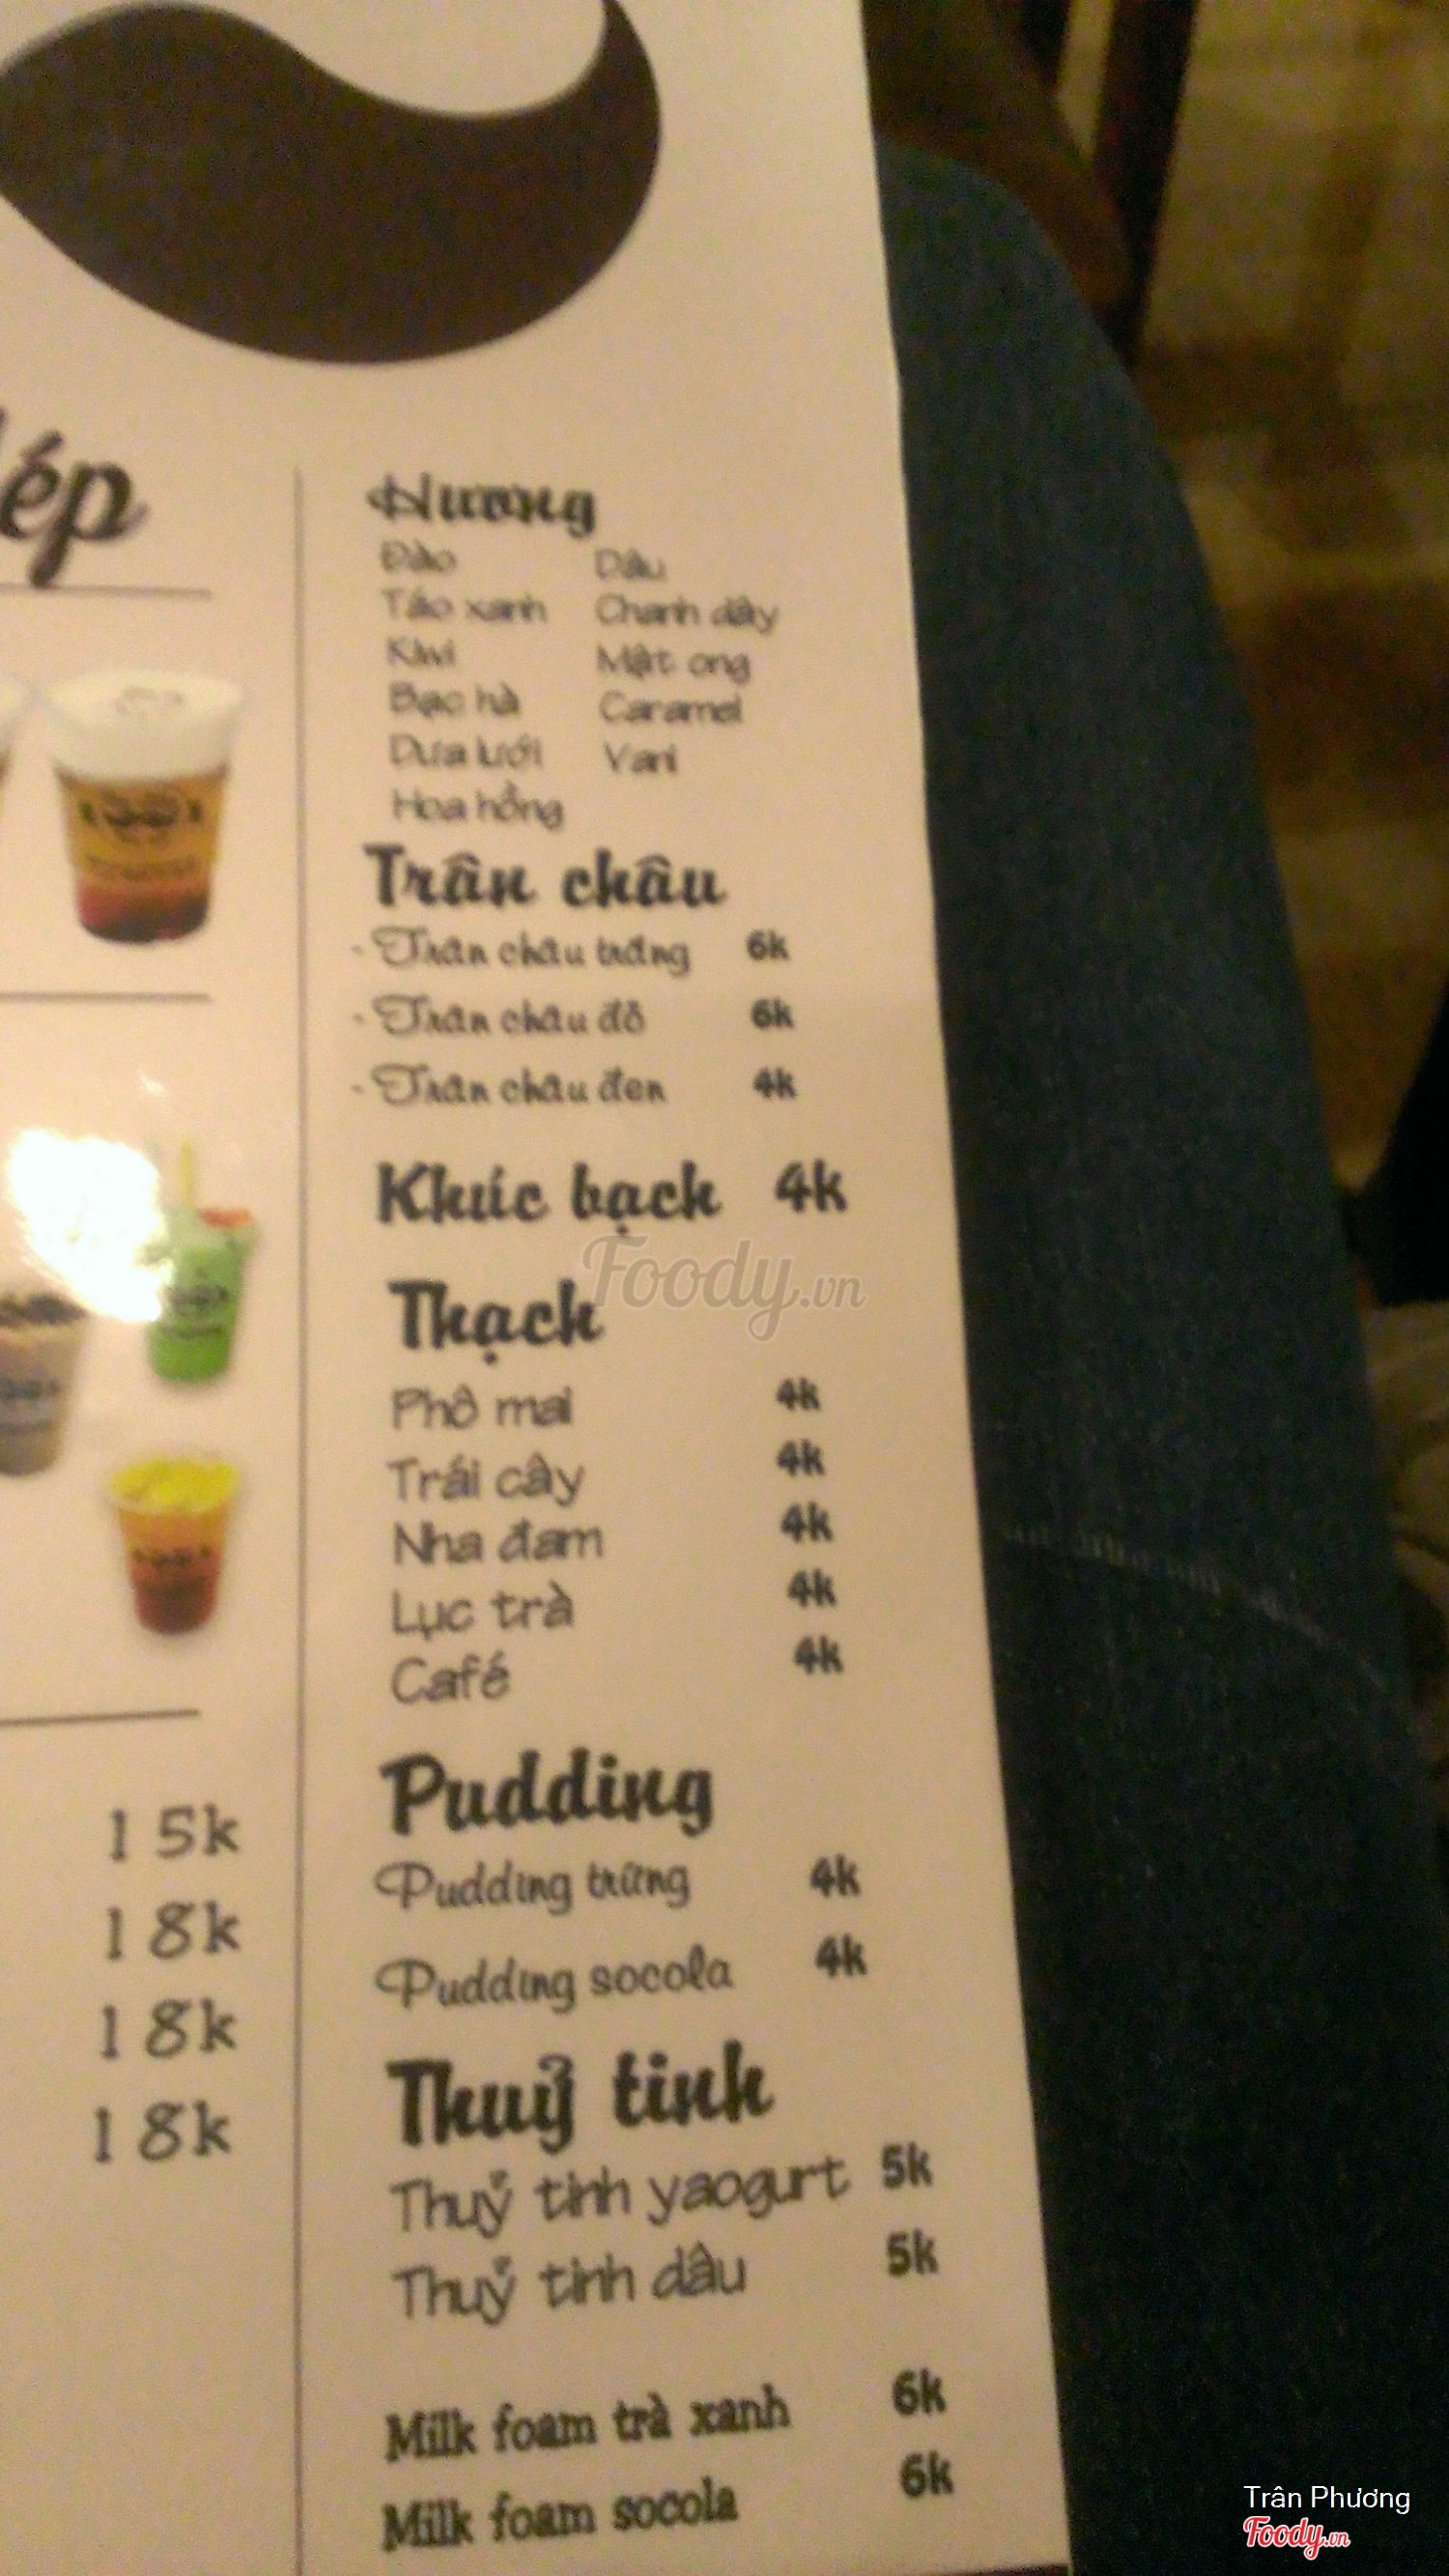 ép
Hương
Đào Dâu
Táo xanh Chanh dây
Kiwi Mật ong
Bạc hà Caramel
Dưa lưới Vani
Hoa hồng
Trân châu
- Trân châu trắng 6k
- Trân châu đỏ 6k
- Trân châu đen 4k
Khúc bạch 4k
Foody.vn
Thạch
Phô mai 4k
Trái cây 4k
Nha đam 4k
Lục trà 4k
Café 4k
Pudding
Pudding trứng 4k
Pudding socola 4k
Thuỷ tinh
Thuỷ tinh yaogurt 5k
Thuỷ tinh dâu 5k
Milk foam trà xanh 6k
Milk foam socola 6k
15k
18k
18k
18k
Trân Phương
Foody.vn